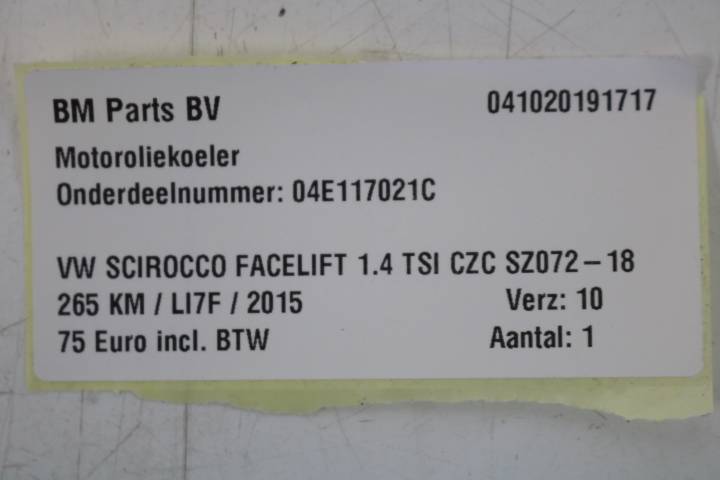 BM Parts BV 041020191717
Motoroliekoeler
Onderdeelnummer: 04E117021C
VW SCIROCCO FACELIFT 1.4 TSI CZC SZ072-18
265 KM / LI7F / 2015 Verz: 10
75 Euro incl. BTW Aantal: 1